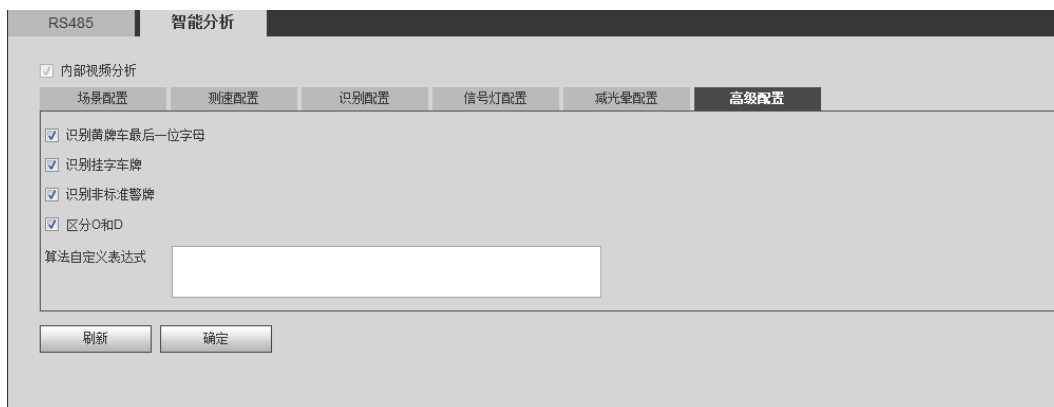 RS485 智能分析
内部视频分析
场景配置 测速配置 识别配置 信号灯配置 减光晕配置 高级配置
识别黄牌车最后一位字母
识别挂字车牌
识别非标准警牌
区分O和D
算法自定义表达式
刷新 确定